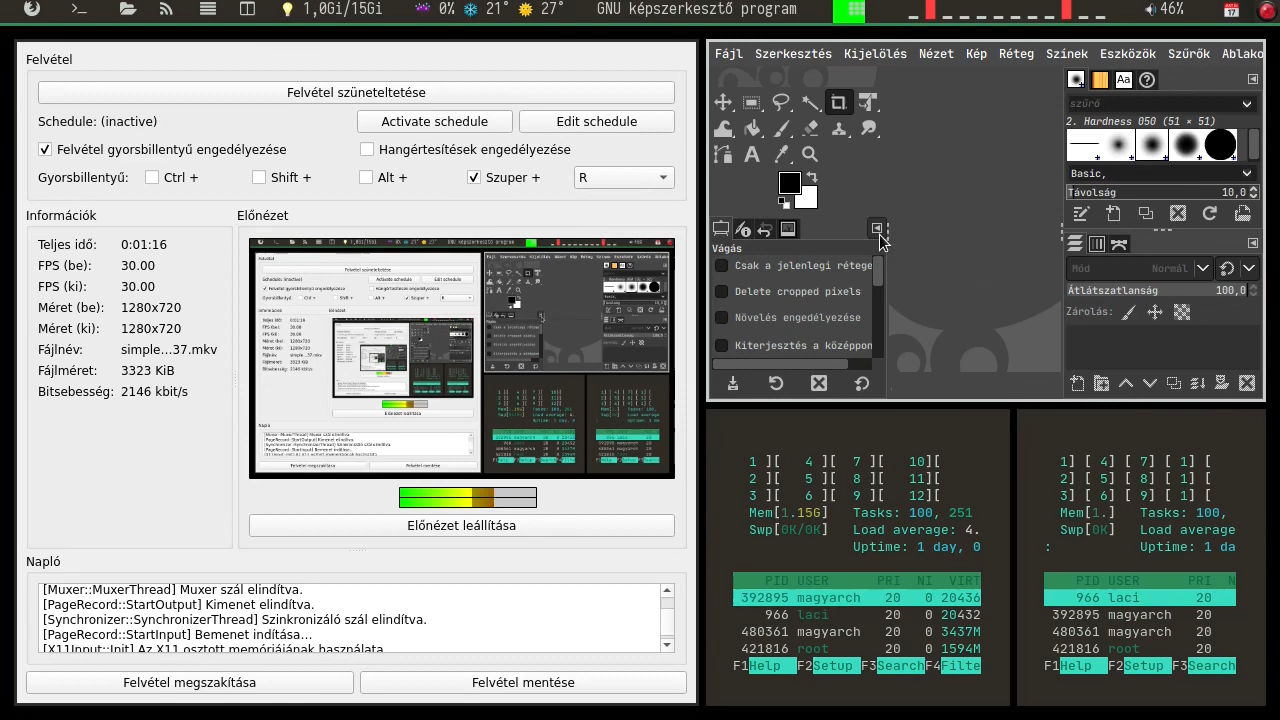 1,0Gi/15Gi 0% 21° 27° GNU képszerkesztő program 46% 17
Felvétel
Felvétel szüneteltetése
Schedule: (inactive) Activate schedule Edit schedule
Felvétel gyorsbillentyű engedélyezése Hangértesítések engedélyezése
Gyorsbillentyű: Ctrl + Shift + Alt + Szuper + R
Információk
Teljes idő: 0:01:16
FPS (be): 30.00
FPS (ki): 30.00
Méret (be): 1280x720
Méret (ki): 1280x720
Fájlnév: simple...37.mkv
Fájlméret: 3323 KiB
Bitsebesség: 2146 kbit/s
Előnézet
Előnézet leállítása
Napló
[Muxer::MuxerThread] Muxer szál elindítva.
[PageRecord::StartOutput] Kimenet elindítva.
[Synchronizer::SynchronizerThread] Szinkronizáló szál elindítva.
[PageRecord::StartInput] Bemenet indítása...
[X11Input::Init] Az X11 osztott memóriájának használata.
Felvétel megszakítása Felvétel mentése
Fájl Szerkesztés Kijelölés Nézet Kép Réteg Színek Eszközök Szűrők Ablako
Aa
A
Vágás
Csak a jelenlegi rétege
Delete cropped pixels
Növelés engedélyezése
Kiterjesztés a középpon
szűrő
2. Hardness 050 (51 × 51)
Basic,
Távolság 10,0
Mód Normál
Átlátszatlanság 100,0
Zárolás:
1 ][ 4 ][ 7 ][ 10][
2 ][ 5 ][ 8 ][ 11][
3 ][ 6 ][ 9 ][ 12][
Mem[1.15G] Tasks: 100, 251
Swp[0K/0K] Load average: 4.
Uptime: 1 day, 0
PID USER PRI NI VIRT
392895 magyarch 20 0 20436
966 laci 20 0 20432
480361 magyarch 20 0 3437M
421816 root 20 0 1594M
F1Help F2Setup F3SearchF4Filte
1] [ 4] [ 7] [ 1] [
2] [ 5] [ 8] [ 1] [
3] [ 6] [ 9] [ 1] [
Mem[1.] Tasks: 100,
Swp[0K] Load average
: Uptime: 1 da
PID USER PRI N
966 laci 20
392895 magyarch 20
480361 magyarch 20
421816 root 20
F1Help F2Setup F3Search